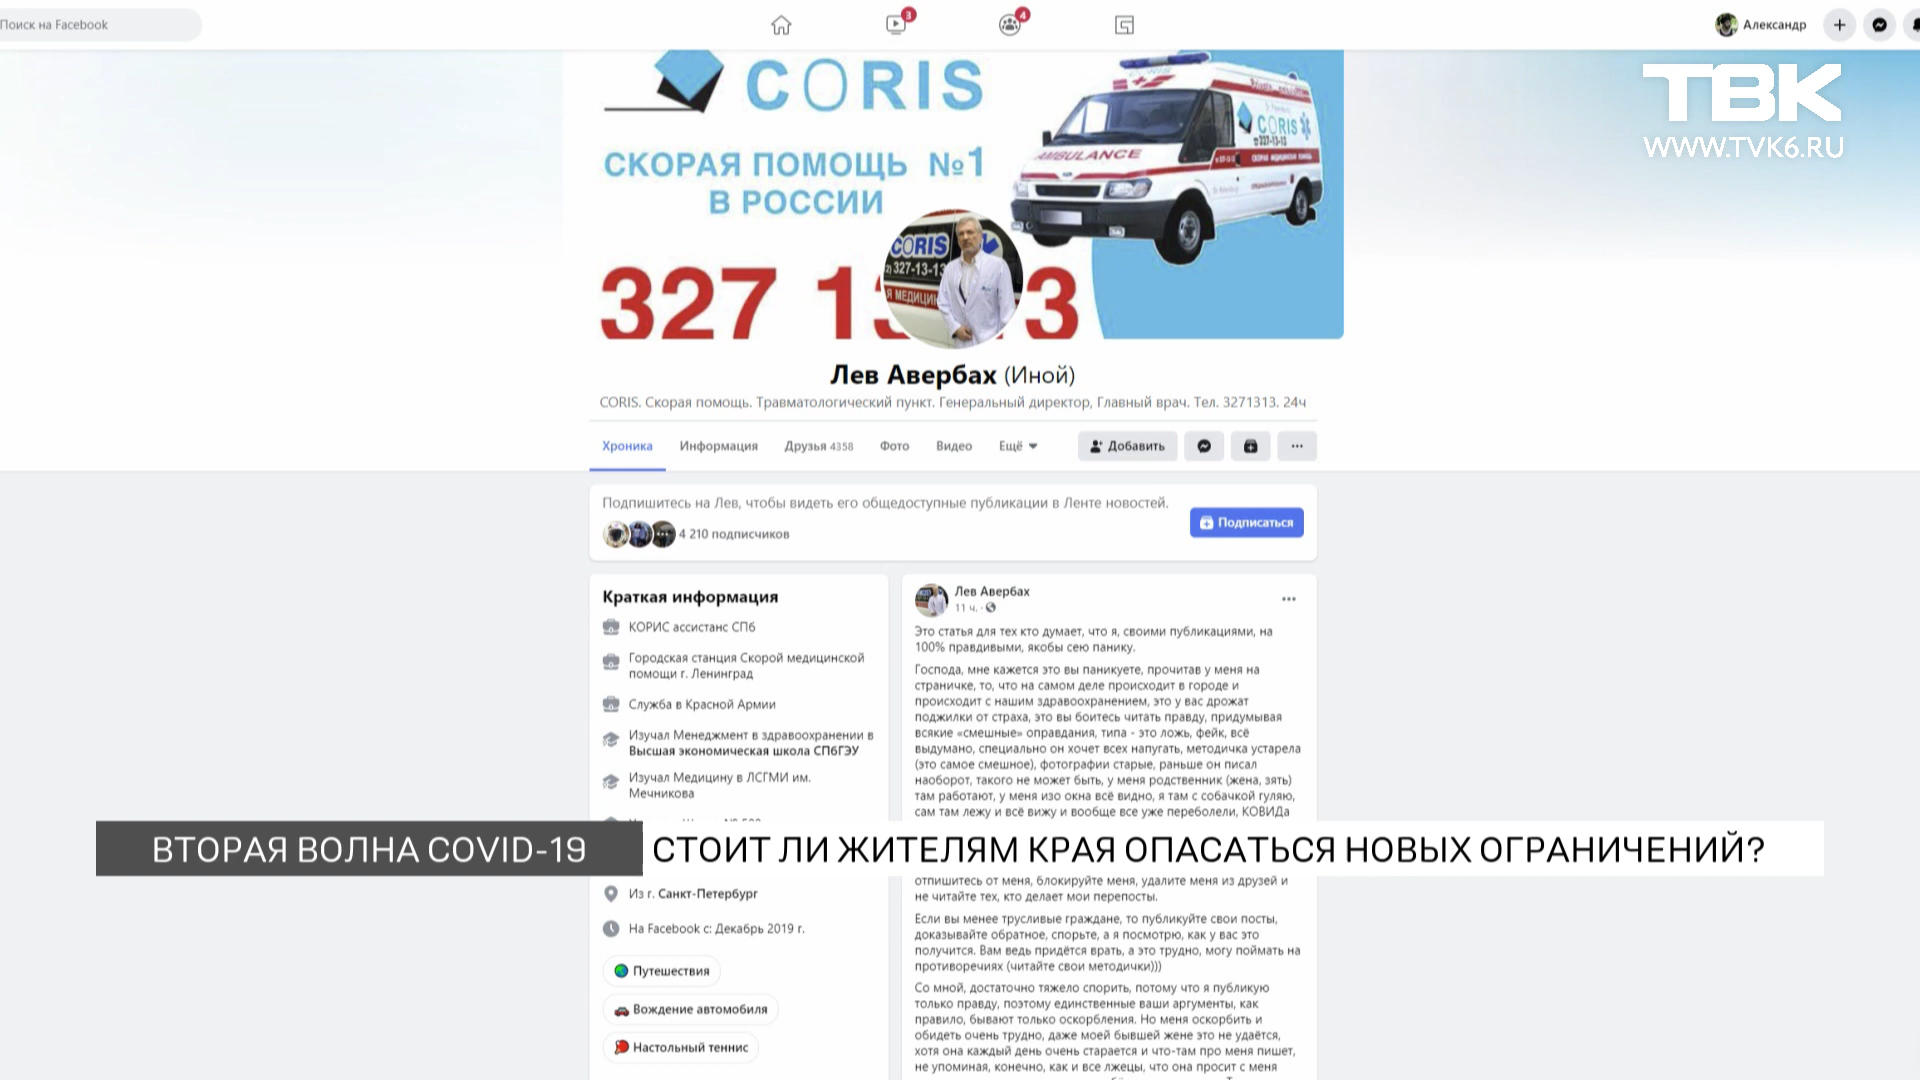 Поиск на Facebook
3
4
Александр
ТВК
WWW.TVK6.RU
CORIS
СКОРАЯ ПОМОЩЬ №1
В РОССИИ
AMBULANCE
CORIS
327-13-13
CORIS
327-13-13
327 13 3
Лев Авербах (Иной)
CORIS. Скорая помощь. Травматологический пункт. Генеральный директор, Главный врач. Тел. 3271313. 24ч
Хроника Информация Друзья 4358 Фото Видео Ещё
Добавить
Подпишитесь на Лев, чтобы видеть его общедоступные публикации в Ленте новостей.
4 210 подписчиков
Подписаться
Краткая информация
КОРИС ассистанс СПб
Городская станция Скорой медицинской
помощи г. Ленинград
Служба в Красной Армии
Изучал Менеджмент в здравоохранении в
Высшая экономическая школа СПбГЭУ
Изучал Медицину в ЛСГМИ им.
Мечникова
Из г. Санкт-Петербург
На Facebook с: Декабрь 2019 г.
Путешествия
Вождение автомобиля
Настольный теннис
Лев Авербах
11 ч.
Это статья для тех кто думает, что я, своими публикациями, на
100% правдивыми, якобы сею панику.
Господа, мне кажется это вы паникуете, прочитав у меня на
страничке, то, что на самом деле происходит в городе и
происходит с нашим здравоохранением, это у вас дрожат
поджилки от страха, это вы боитесь читать правду, придумывая
всякие «смешные» оправдания, типа - это ложь, фейк, всё
выдумано, специально он хочет всех напугать, методичка устарела
(это самое смешное), фотографии старые, раньше он писал
наоборот, такого не может быть, у меня родственник (жена, зять)
там работают, у меня изо окна всё видно, я там с собачкой гуляю,
сам там лежу и всё вижу и вообще все уже переболели, КОВИДа
ВТОРАЯ ВОЛНА COVID-19
СТОИТ ЛИ ЖИТЕЛЯМ КРАЯ ОПАСАТЬСЯ НОВЫХ ОГРАНИЧЕНИЙ?
отпишитесь от меня, блокируйте меня, удалите меня из друзей и
не читайте тех, кто делает мои перепосты.
Если вы менее трусливые граждане, то публикуйте свои посты,
доказывайте обратное, спорьте, а я посмотрю, как у вас это
получится. Вам ведь придётся врать, а это трудно, могу поймать на
противоречиях (читайте свои методички)))
Со мной, достаточно тяжело спорить, потому что я публикую
только правду, поэтому единственные ваши аргументы, как
правило, бывают только оскорбления. Но меня оскорбить и
обидеть очень трудно, даже моей бывшей жене это не удаётся,
хотя она каждый день очень старается и что-там про меня пишет,
не упоминая, конечно, как и все лжецы, что она просит с меня